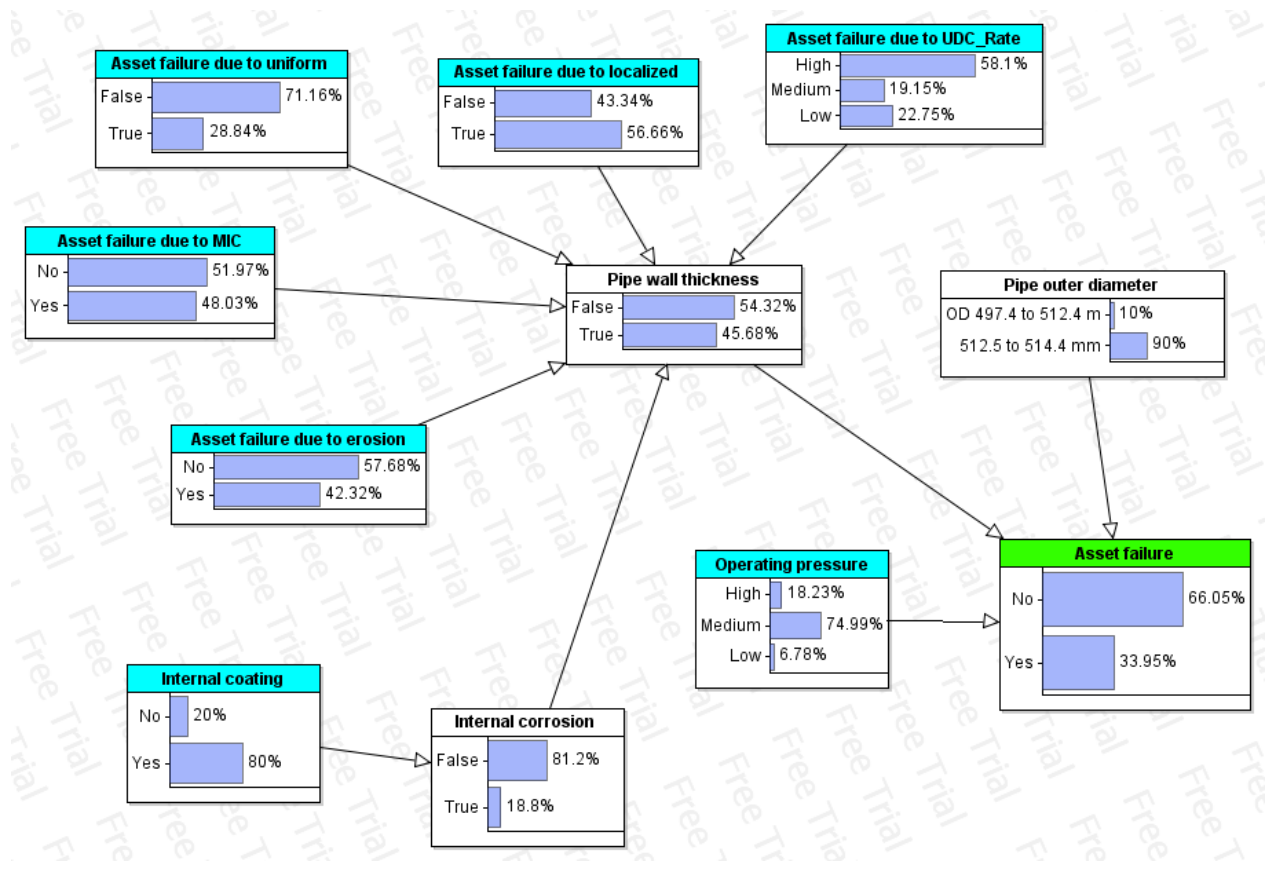 Asset failure due to uniform
False 71.16%
True 28.84%
Asset failure due to localized
False 43.34%
True 56.66%
Asset failure due to UDC_Rate
High 58.1%
Medium 19.15%
Low 22.75%
Asset failure due to MIC
No 51.97%
Yes 48.03%
Pipe wall thickness
False 54.32%
True 45.68%
Pipe outer diameter
OD 497.4 to 512.4 m 10%
512.5 to 514.4 mm 90%
Asset failure due to erosion
No 57.68%
Yes 42.32%
Operating pressure
High 18.23%
Medium 74.99%
Low 6.78%
Asset failure
No 66.05%
Yes 33.95%
Internal coating
No 20%
Yes 80%
Internal corrosion
False 81.2%
True 18.8%
Free Trial